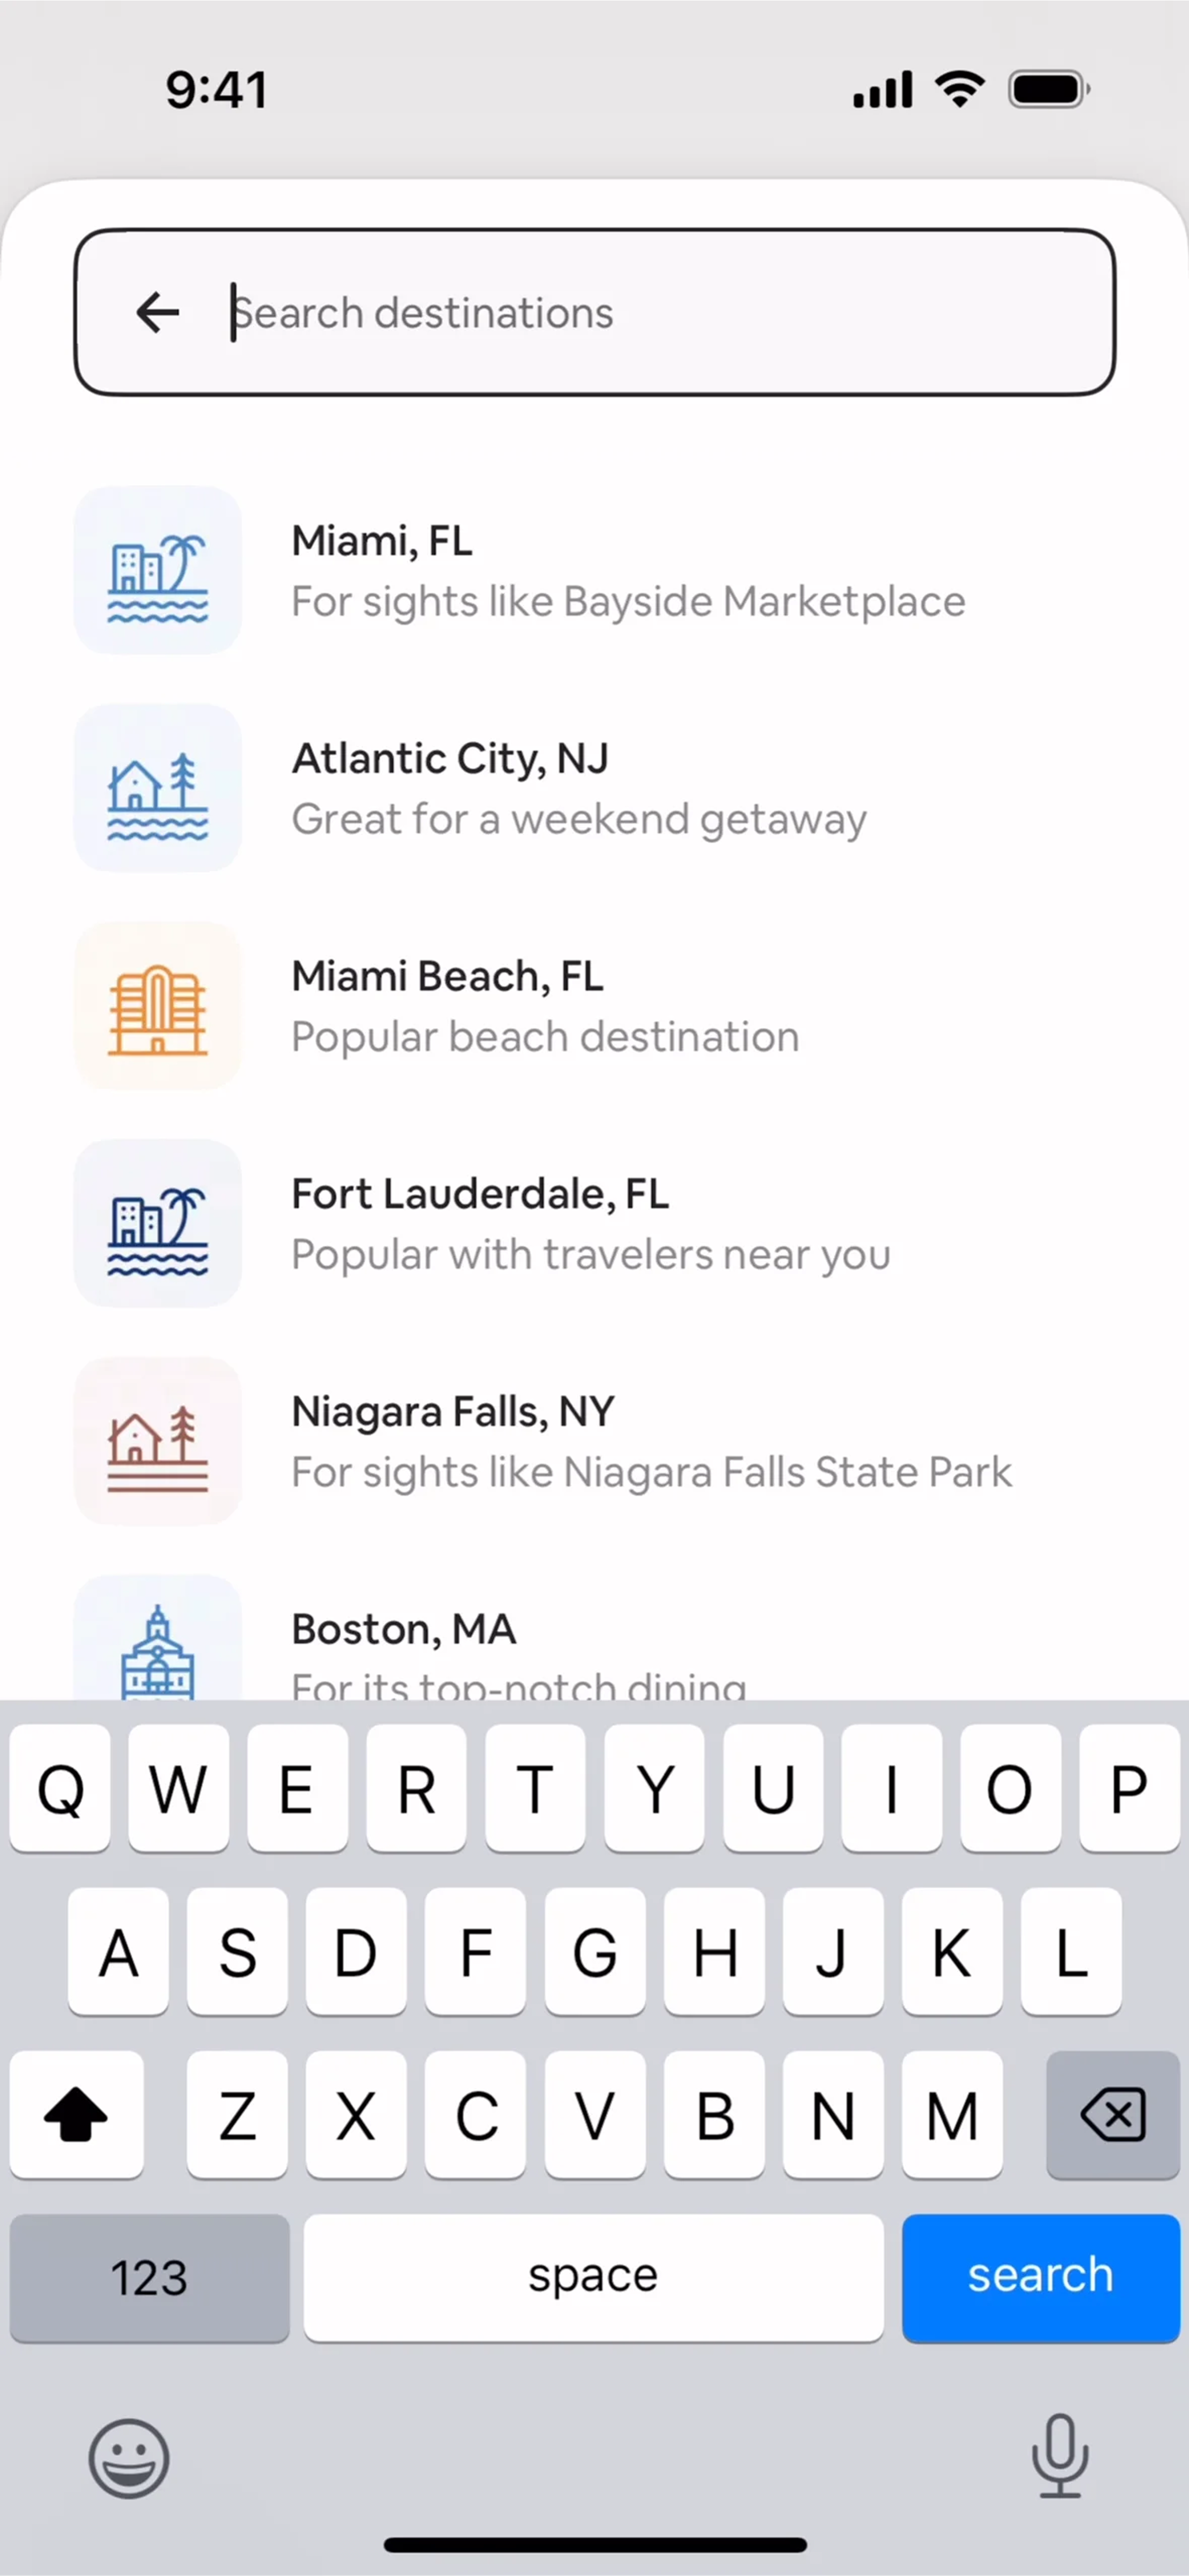 9:41
Search destinations
Miami, FL
For sights like Bayside Marketplace
Atlantic City, NJ
Great for a weekend getaway
Miami Beach, FL
Popular beach destination
Fort Lauderdale, FL
Popular with travelers near you
Niagara Falls, NY
For sights like Niagara Falls State Park
Boston, MA
For its top-notch dining
Q W E R T Y U I O P
A S D F G H J K L
Z X C V B N M
123 space search